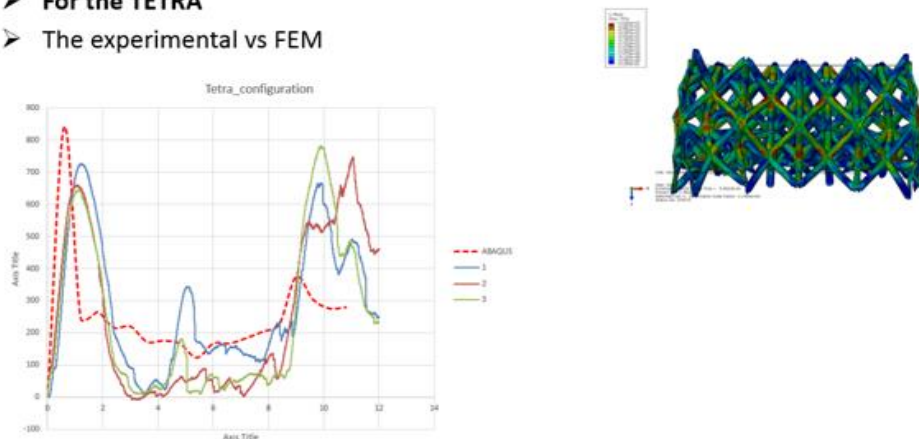 ➤ For the TETRA
➤ The experimental vs FEM
Tetra_configuration
900
800
700
600
500
400
300
200
100
0
-100
0 2 4 6 8 10 12 14
Axis Title
Axis Title
ABAQUS
1
2
3